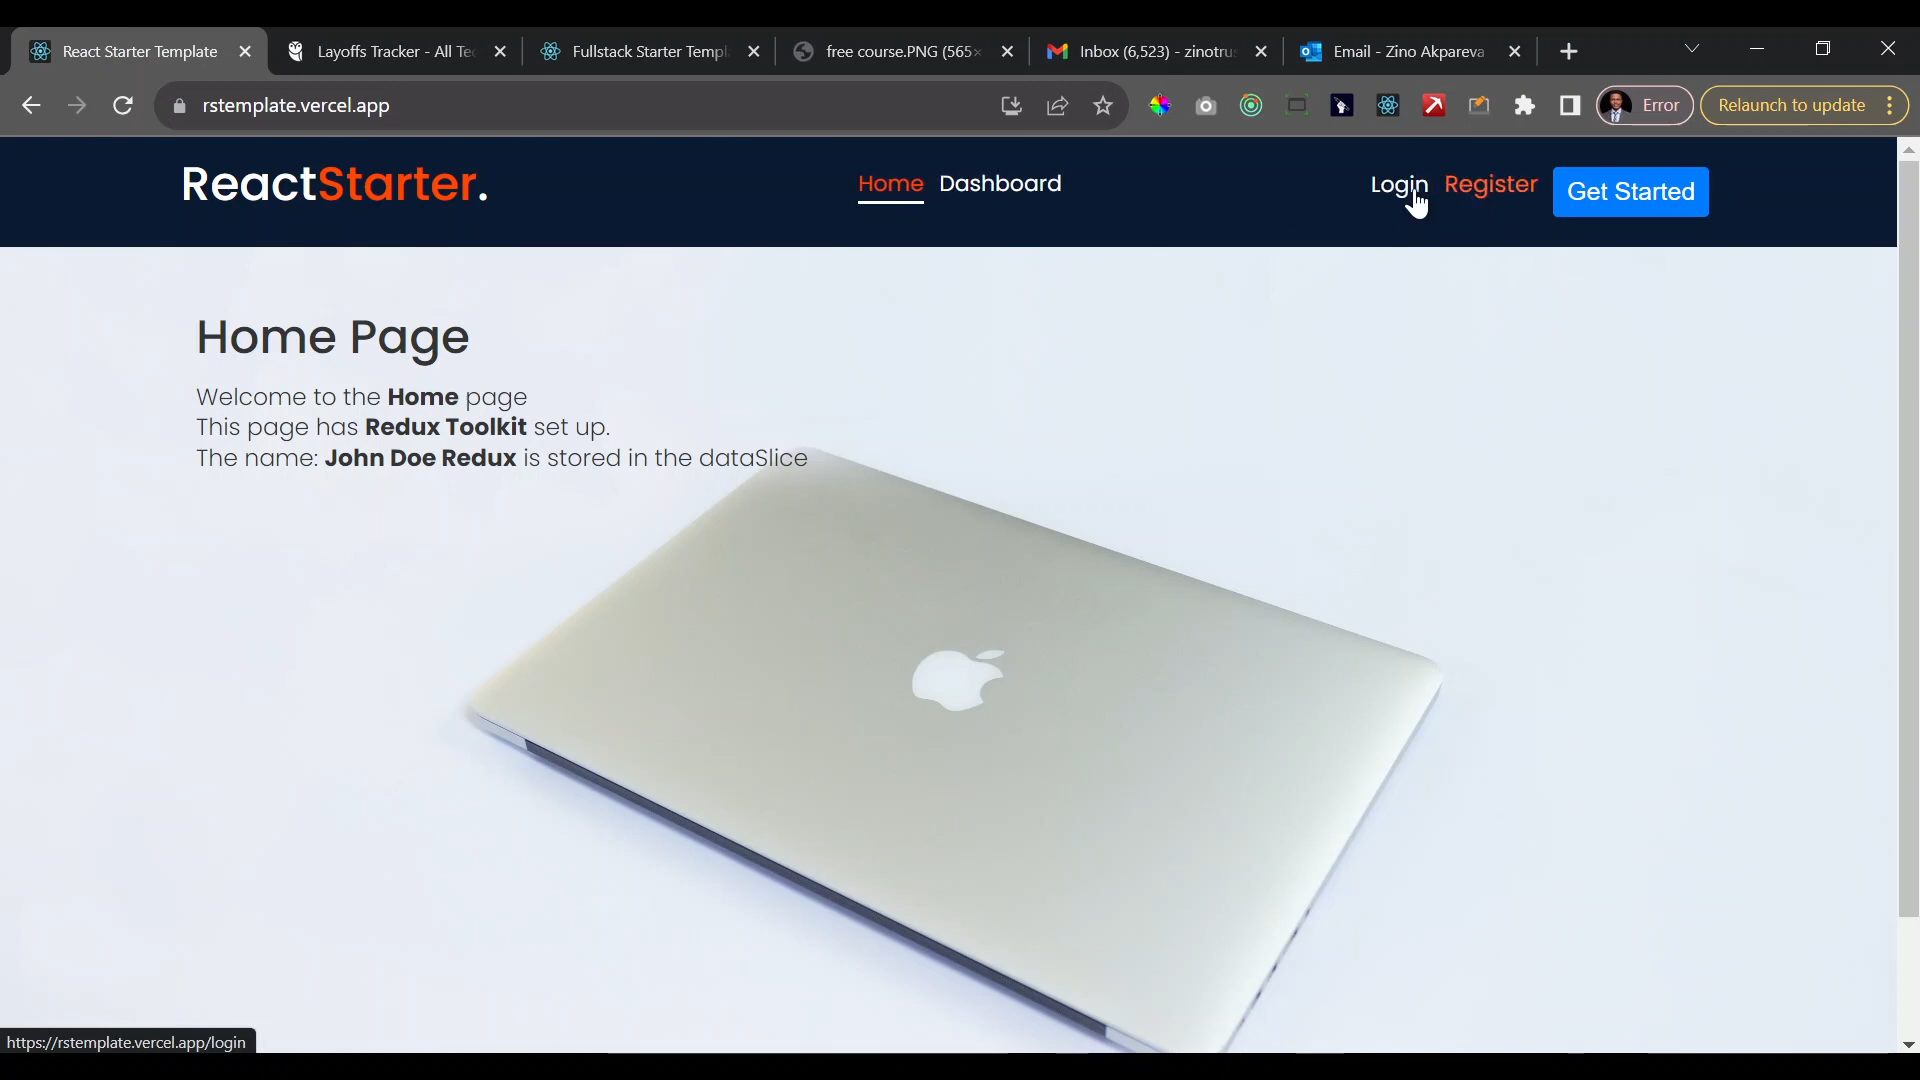 React Starter Template
Layoffs Tracker - All Te
Fullstack Starter Templ
free course.PNG (565×
Inbox (6,523) - zinotrus
Email - Zino Akpareva
rstemplate.vercel.app
Error
Relaunch to update
ReactStarter.
Home
Dashboard
Login
Register
Get Started
Home Page
Welcome to the Home page
This page has Redux Toolkit set up.
The name: John Doe Redux is stored in the dataSlice
https://rstemplate.vercel.app/login